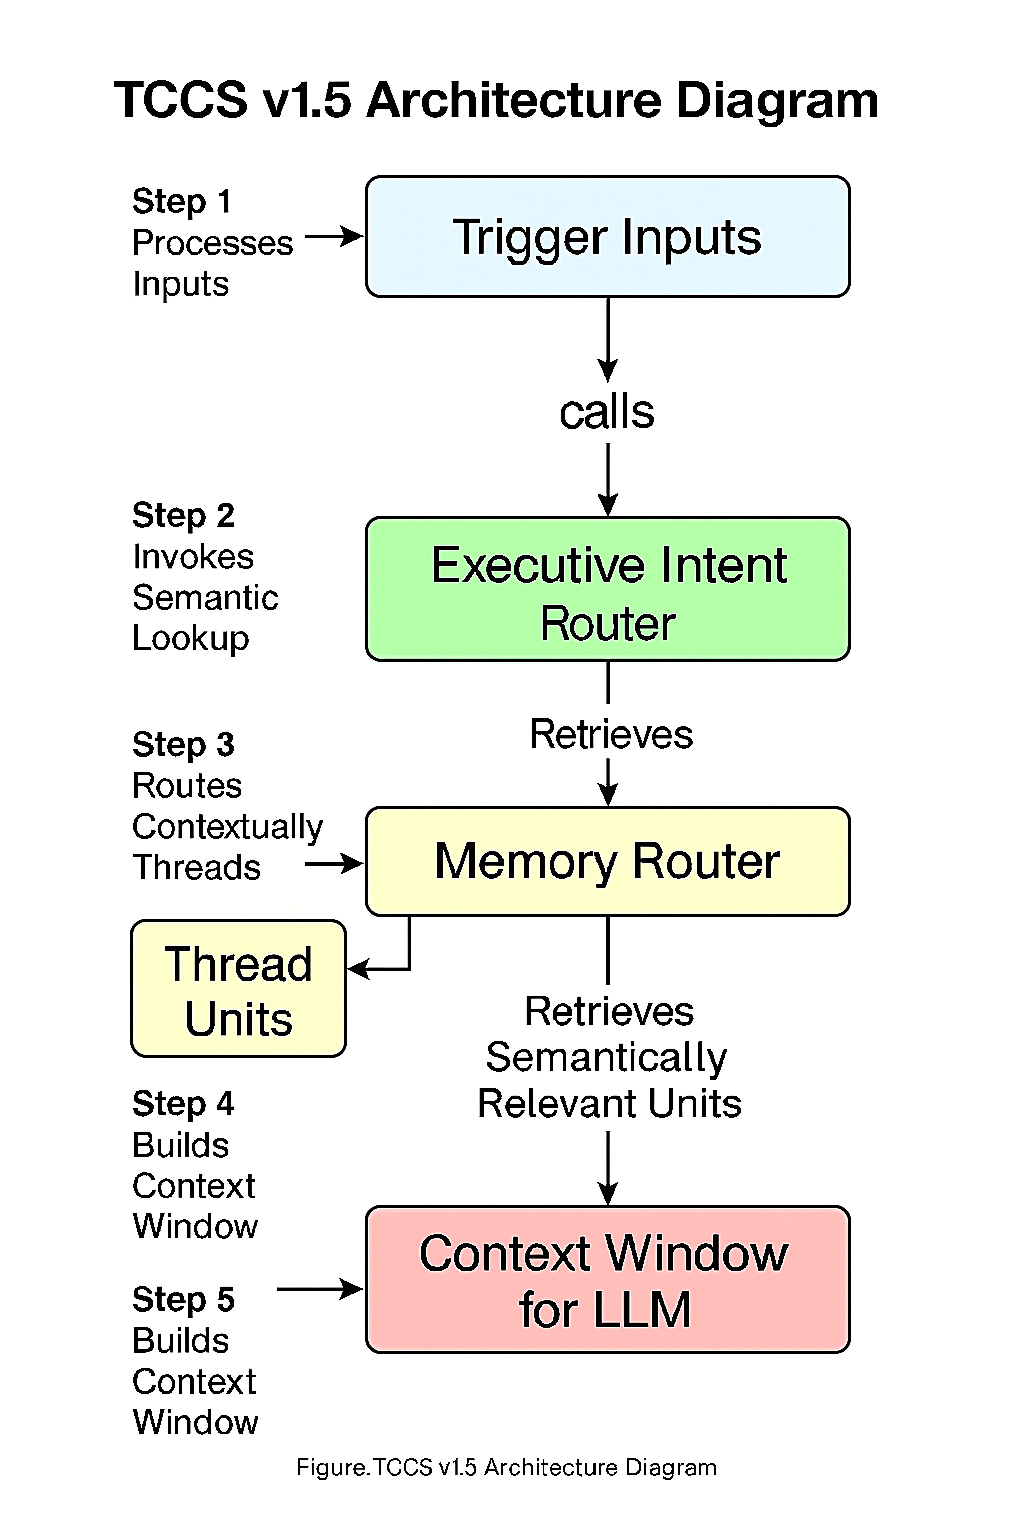 TCCS v1.5 Architecture Diagram
Step 1
Processes
Inputs
Trigger Inputs
calls
Step 2
Invokes
Semantic
Lookup
Executive Intent
Router
Retrieves
Step 3
Routes
Contextually
Threads
Memory Router
Thread
Units
Retrieves
Semantically
Relevant Units
Step 4
Builds
Context
Window
Context Window
for LLM
Step 5
Builds
Context
Window
Figure.TCCS v1.5 Architecture Diagram